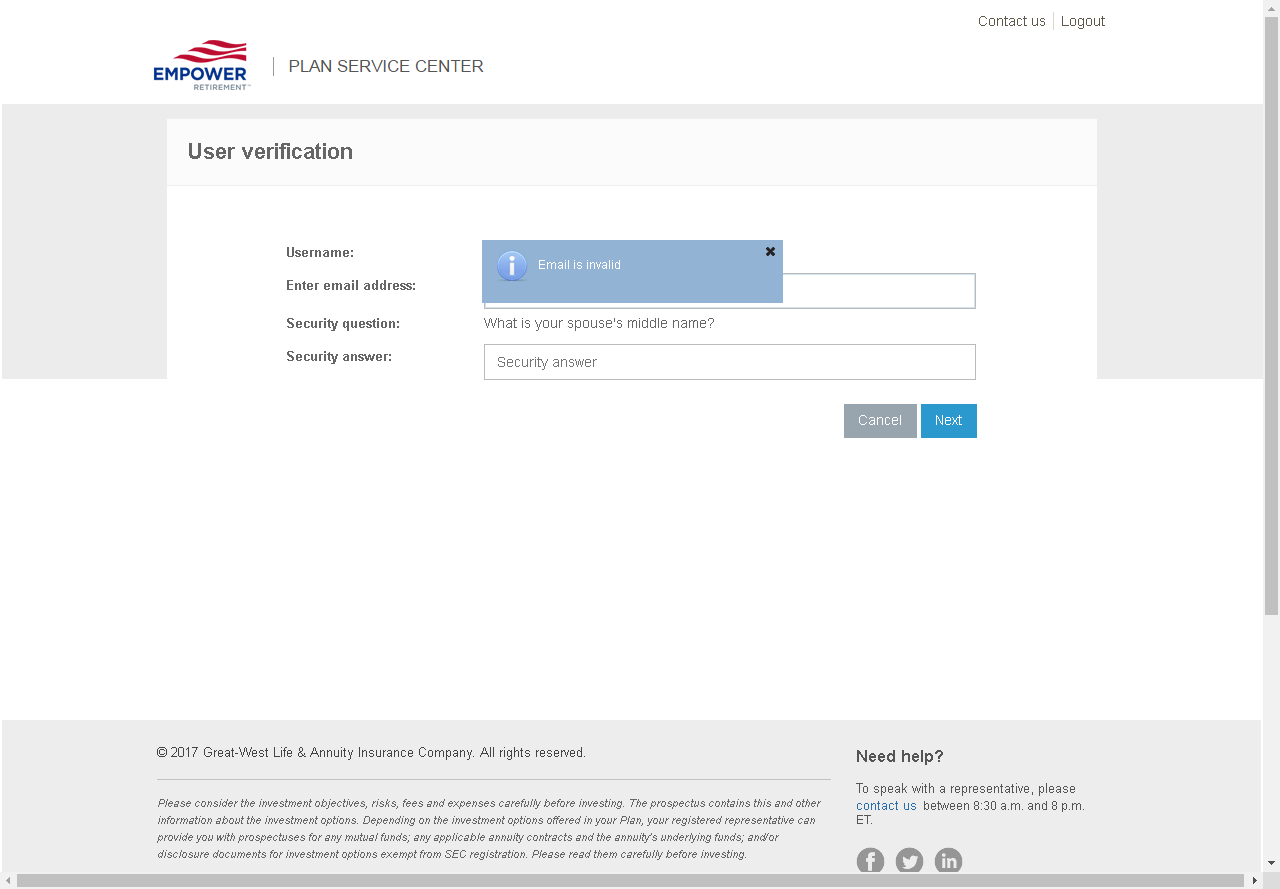 Contact us
Logout
EMPOWER
RETIREMENT™
PLAN SERVICE CENTER
User verification
Username:
Email is invalid
Enter email address:
Security question:
What is your spouse's middle name?
Security answer:
Security answer
Cancel
Next
© 2017 Great-West Life & Annuity Insurance Company. All rights reserved.
Please consider the investment objectives, risks, fees and expenses carefully before investing. The prospectus contains this and other
information about the investment options. Depending on the investment options offered in your Plan, your registered representative can
provide you with prospectuses for any mutual funds; any applicable annuity contracts and the annuity's underlying funds; and/or
disclosure documents for investment options exempt from SEC registration. Please read them carefully before investing.
Need help?
To speak with a representative, please
contact us between 8:30 a.m. and 8 p.m.
ET.